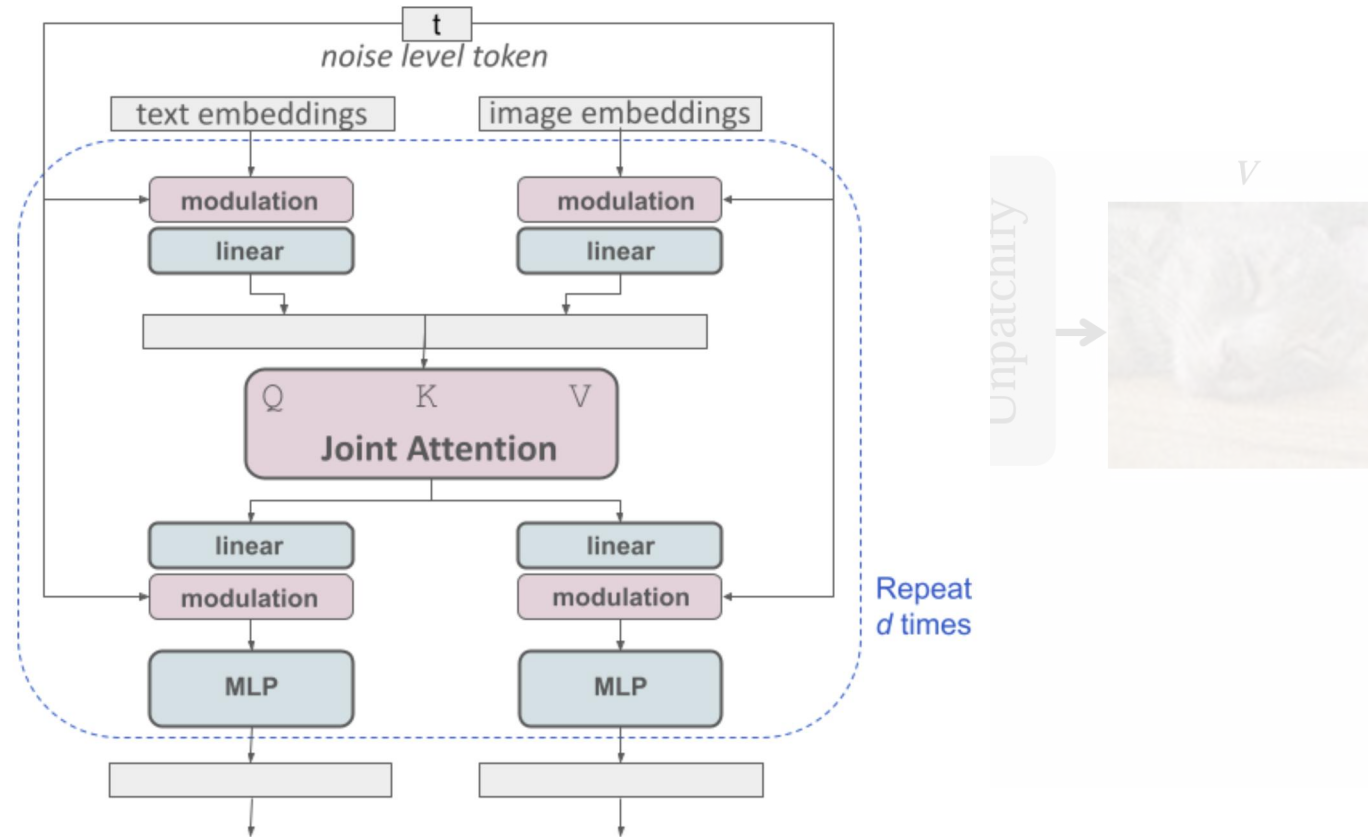 t
noise level token
text embeddings
image embeddings
modulation
modulation
linear
linear
Q K V
Joint Attention
linear
linear
modulation
modulation
MLP
MLP
Repeat
d times
Unpatchify
V